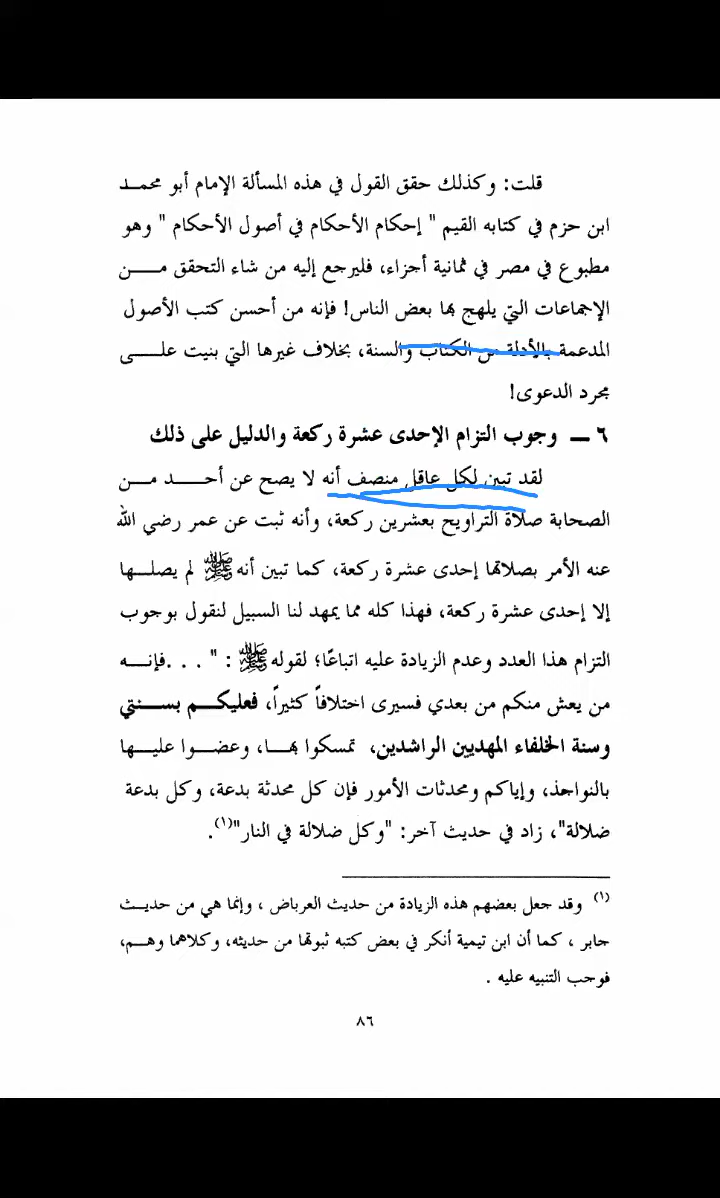 قلت: وكذلك حقق القول في هذه المسألة الإمام أبو محمد
ابن حزم في كتابه القيم " إحكام الأحكام في أصول الأحكام " وهو
مطبوع في مصر في ثمانية أجزاء، فليرجع إليه من شاء التحقق من
الإجماعات التي يلهج بها بعض الناس! فإنه من أحسن كتب الأصول
المدعمة بالأدلة من الكتاب والسنة، بخلاف غيرها التي بنيت على
مجرد الدعوى!
٦ ــ وجوب التزام الإحدى عشرة ركعة والدليل على ذلك
لقد تبين لكل عاقل منصف أنه لا يصح عن أحد من
الصحابة صلاة التراويح بعشرين ركعة، وأنه ثبت عن عمر رضي الله
عنه الأمر بصلاتها إحدى عشرة ركعة، كما تبين أنه ﷺ لم يصلها
إلا إحدى عشرة ركعة، فهذا كله مما يمهد لنا السبيل لنقول بوجوب
التزام هذا العدد وعدم الزيادة عليه اتباعًا؛ لقوله ﷺ : " . . .فإنه
من يعش منكم من بعدي فسيرى اختلافاً كثيراً، فعليكم بسنتي
وسنة الخلفاء المهديين الراشدين، تمسكوا بها، وعضوا عليها
بالنواجذ، وإياكم ومحدثات الأمور فإن كل محدثة بدعة، وكل بدعة
ضلالة"، زاد في حديث آخر: "وكل ضلالة في النار"(١).
(١) وقد جعل بعضهم هذه الزيادة من حديث العرباض ، وإنما هي من حديث
جابر ، كما أن ابن تيمية أنكر في بعض كتبه ثبوتها من حديثه، وكلاهما وهم،
فوجب التنبيه عليه .
٨٦